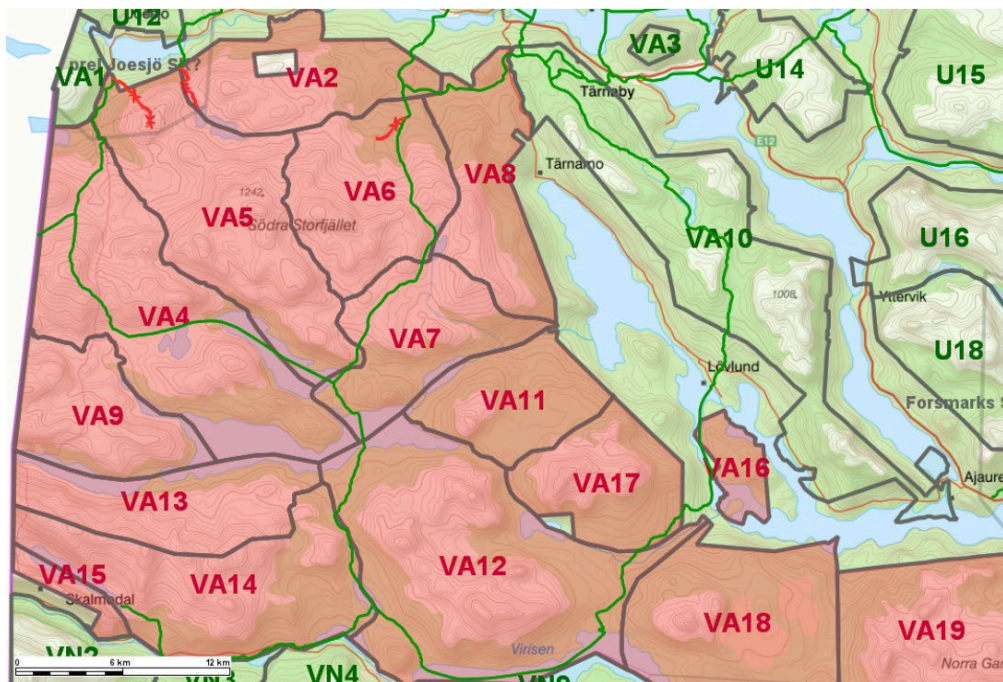 U12
prel Joesjö SK?
VA1
VA2
VA3
U14
U15
Tärnaby
E12
Tärnamo
VA8
VA6
1242
VA5
Södra Storfjället
VA10
U16
1008
Yttervik
VA4
VA7
U18
Lövlund
Forsmarks S
VA9
VA11
VA16
VA17
Ajaure
VA13
VA12
VA15
VA14
Skalmodal
VA18
VA19
Virisen
Norra Gar
VN2
0 6 km 12 km
VN3
VN4